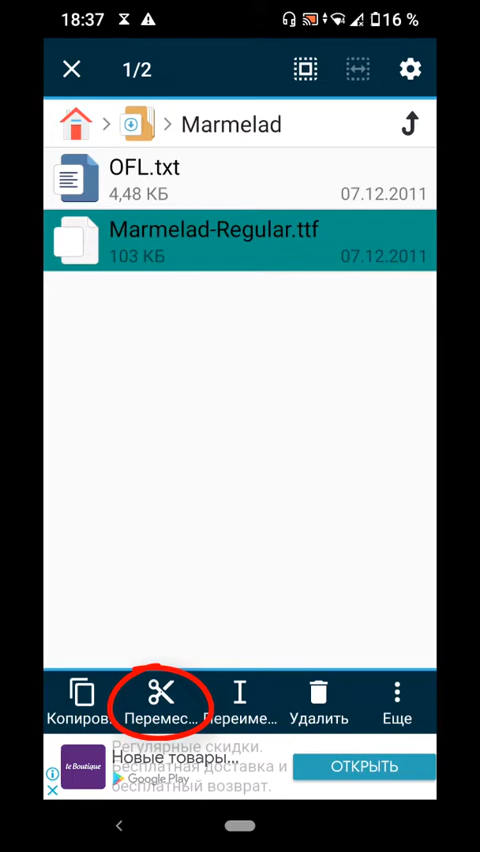 18:37
16 %
1/2
Marmelad
OFL.txt
4,48 КБ
07.12.2011
Marmelad-Regular.ttf
103 КБ
07.12.2011
Копиров...
Перемес...
Переиме...
Удалить
Еще
le Boutique
Новые товары...
Google Play
Регулярные скидки.
Бесплатная доставка и
бесплатный возврат.
ОТКРЫТЬ